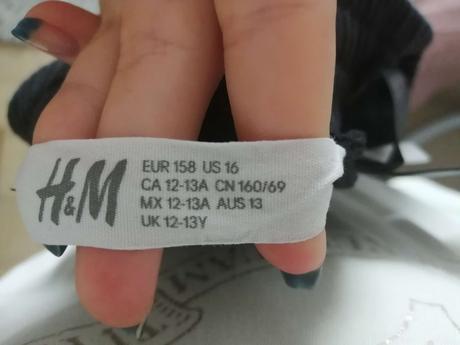 H&M
EUR 158 US 16
CA 12-13A CN 160/69
MX 12-13A AUS 13
UK 12-13Y